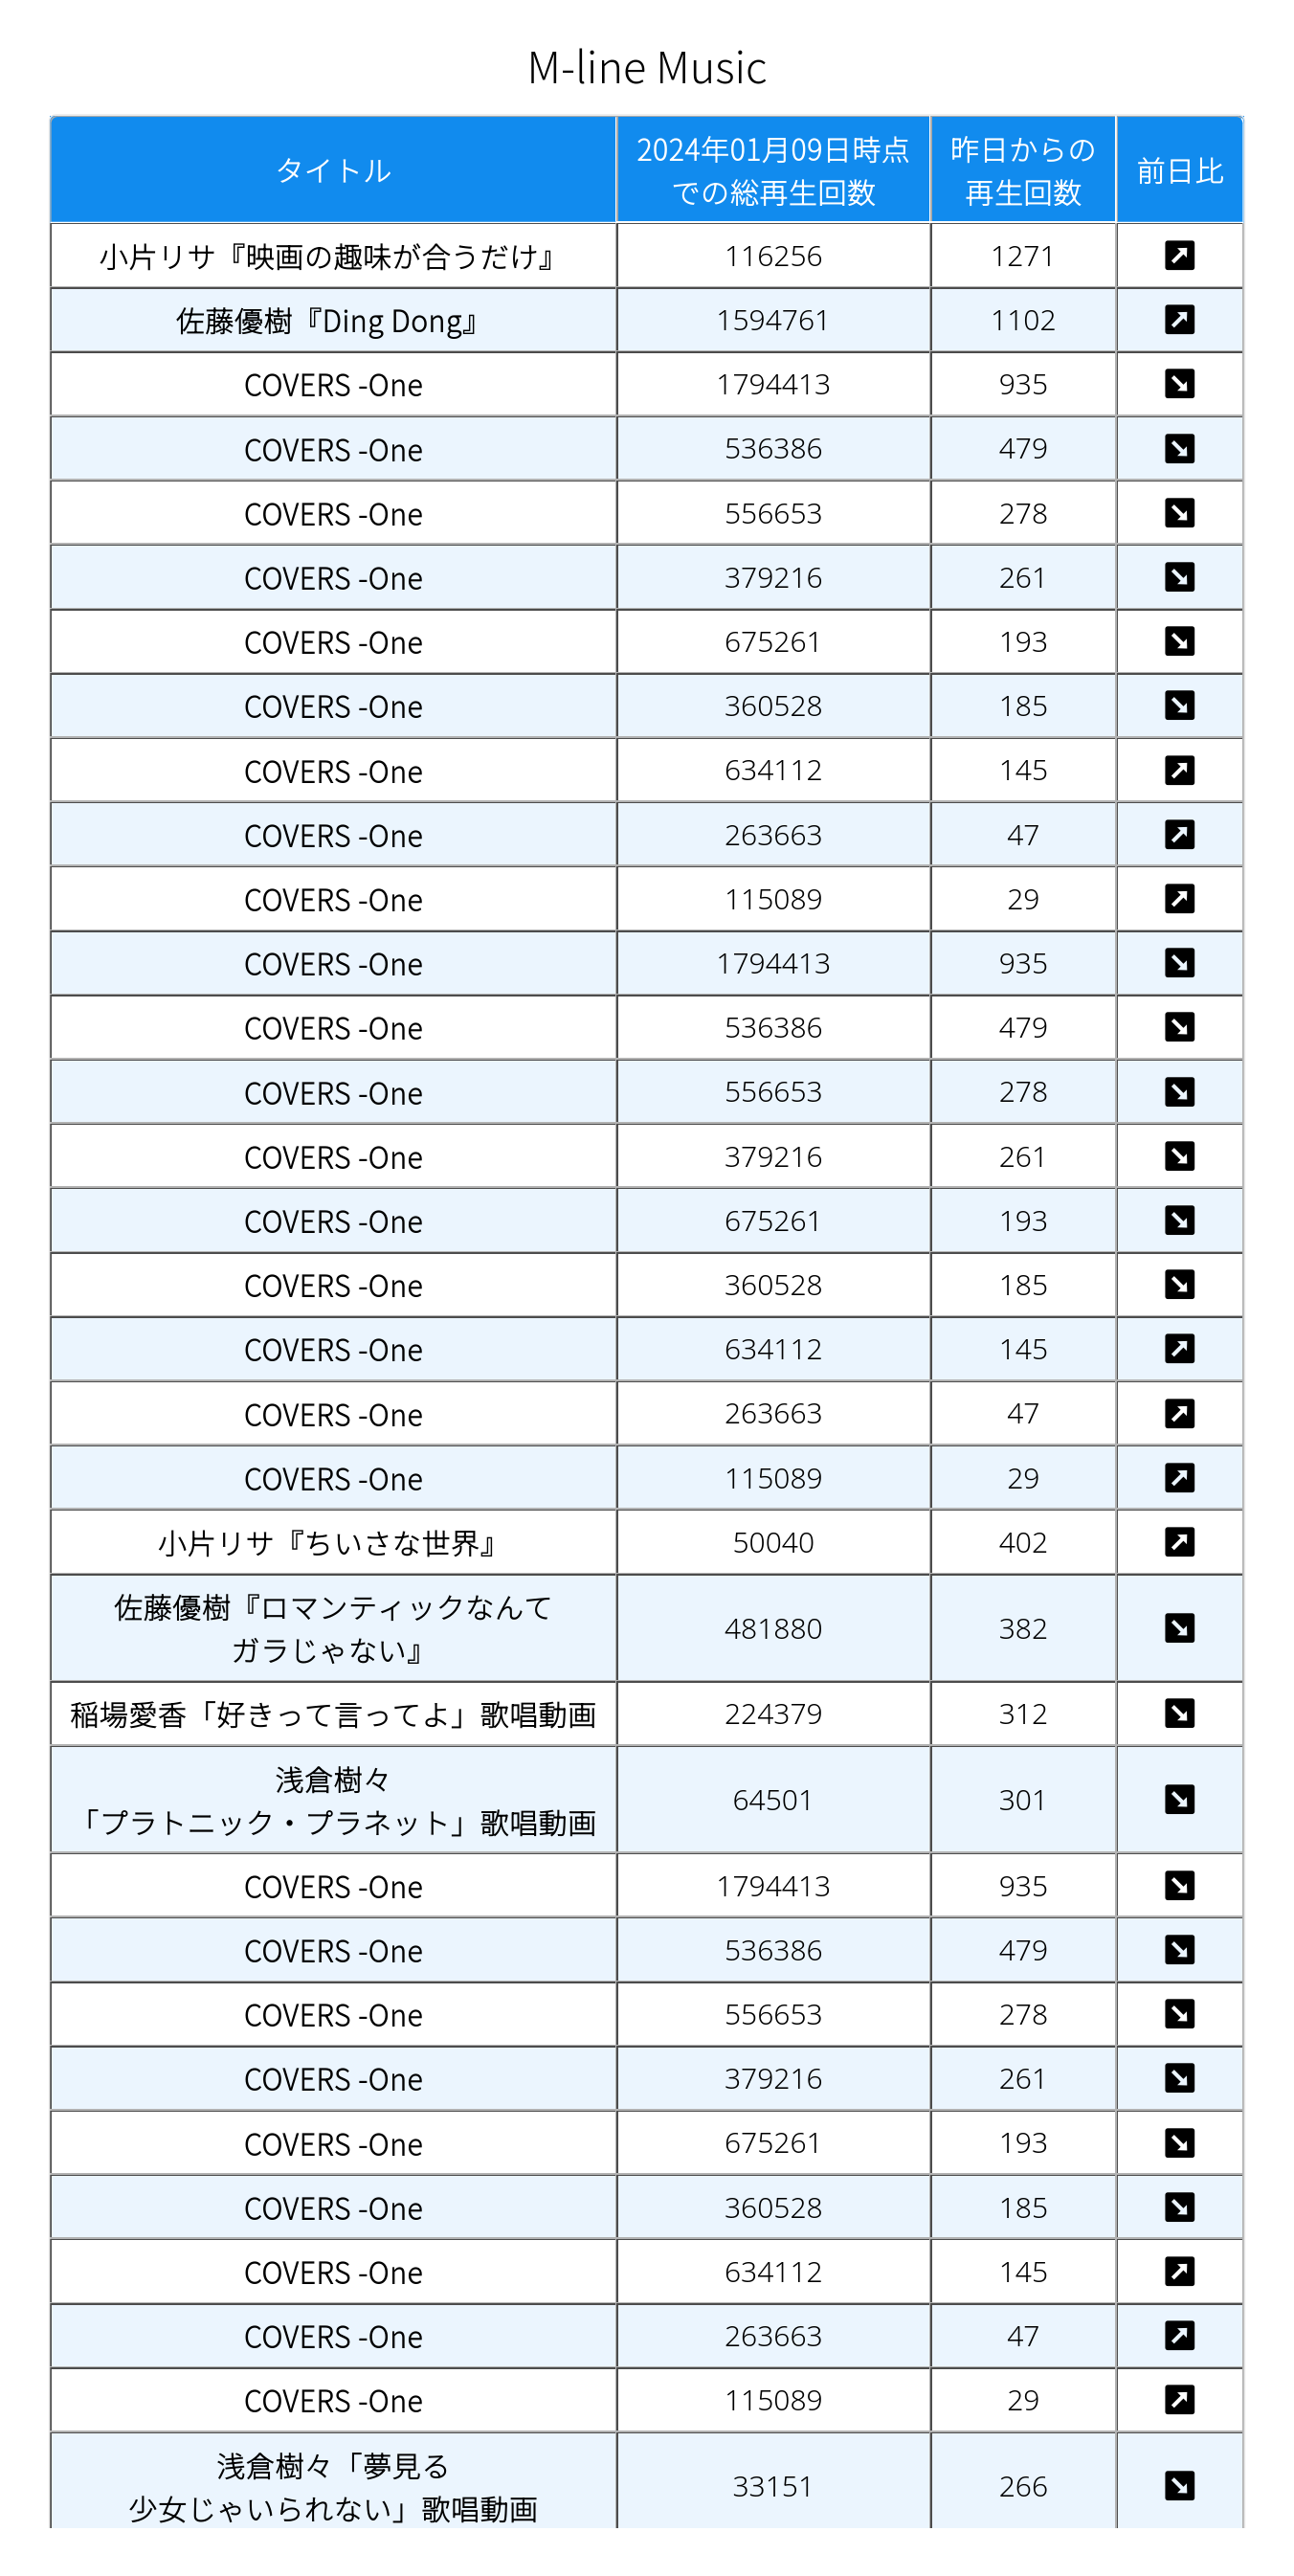 M-line Music
タイトル
2024年01月09日時点
での総再生回数
昨日からの
再生回数
前日比
小片リサ『映画の趣味が合うだけ』 116256 1271
佐藤優樹『Ding Dong』 1594761 1102
COVERS -One 1794413 935
COVERS -One 536386 479
COVERS -One 556653 278
COVERS -One 379216 261
COVERS -One 675261 193
COVERS -One 360528 185
COVERS -One 634112 145
COVERS -One 263663 47
COVERS -One 115089 29
COVERS -One 1794413 935
COVERS -One 536386 479
COVERS -One 556653 278
COVERS -One 379216 261
COVERS -One 675261 193
COVERS -One 360528 185
COVERS -One 634112 145
COVERS -One 263663 47
COVERS -One 115089 29
小片リサ『ちいさな世界』 50040 402
佐藤優樹『ロマンティックなんて
ガラじゃない』 481880 382
稲場愛香「好きって言ってよ」歌唱動画 224379 312
浅倉樹々
「プラトニック・プラネット」歌唱動画 64501 301
COVERS -One 1794413 935
COVERS -One 536386 479
COVERS -One 556653 278
COVERS -One 379216 261
COVERS -One 675261 193
COVERS -One 360528 185
COVERS -One 634112 145
COVERS -One 263663 47
COVERS -One 115089 29
浅倉樹々「夢見る
少女じゃいられない」歌唱動画 33151 266